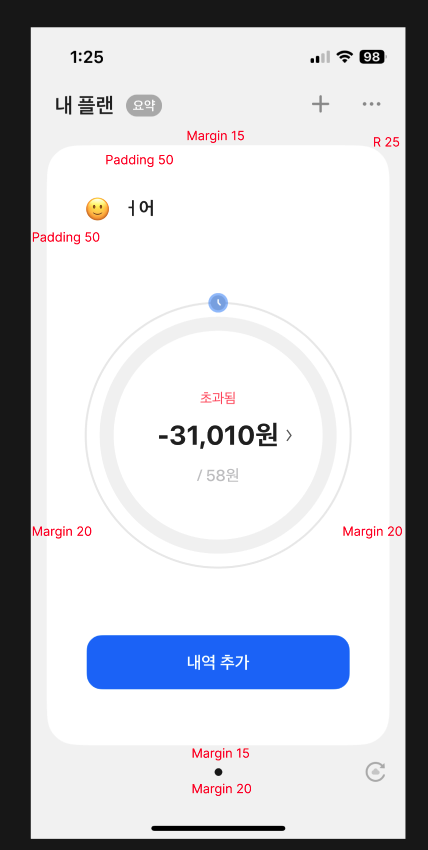 1:25
98
내 플랜 요약
Margin 15
R 25
Padding 50
ㅓ어
Padding 50
초과됨
-31,010원
/ 58원
Margin 20
Margin 20
내역 추가
Margin 15
Margin 20